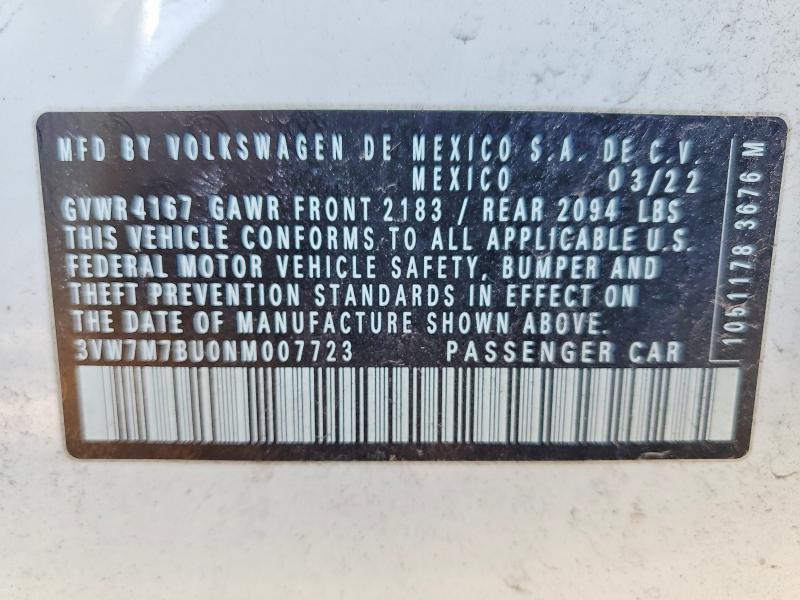 MFD BY VOLKSWAGEN DE MEXICO S.A. DE C.V.
MEXICO 03/22
GVWR4167 GAWR FRONT 2183 / REAR 2094 LBS
THIS VEHICLE CONFORMS TO ALL APPLICABLE U.S.
FEDERAL MOTOR VEHICLE SAFETY, BUMPER AND
THEFT PREVENTION STANDARDS IN EFFECT ON
THE DATE OF MANUFACTURE SHOWN ABOVE.
3VW7M7BU0NM007723 PASSENGER CAR
1051178 3676 M